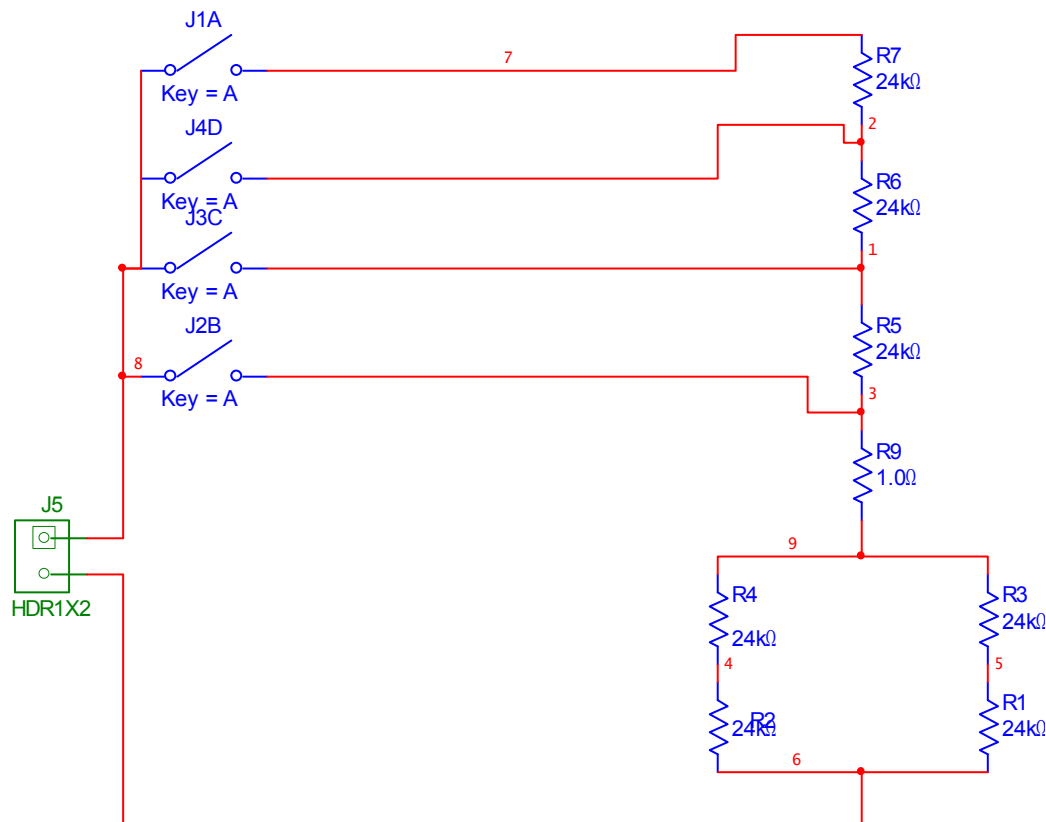 J1A
7
R7
24kΩ
Key = A
J4D
2
R6
24kΩ
Key = A
J3C
1
Key = A
J2B
R5
24kΩ
8
Key = A
3
R9
1.0Ω
J5
9
HDR1X2
R4
24kΩ
R3
24kΩ
4
5
R2
24kΩ
R1
24kΩ
6